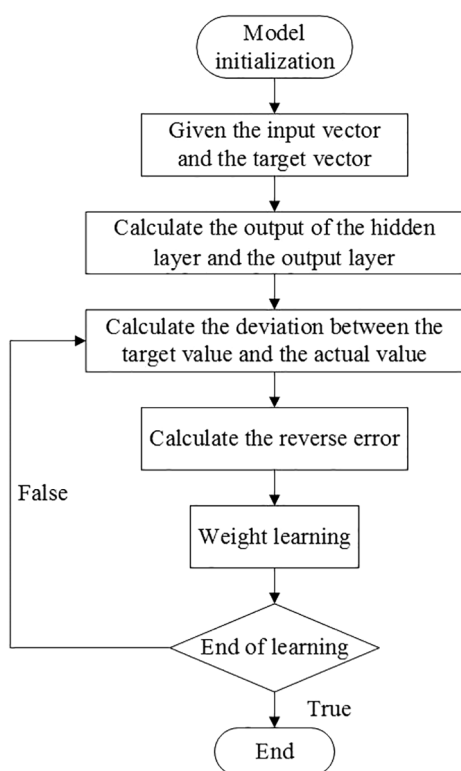 Model
initialization
Given the input vector
and the target vector
Calculate the output of the hidden
layer and the output layer
Calculate the deviation between the
target value and the actual value
Calculate the reverse error
False
Weight learning
End of learning
True
End